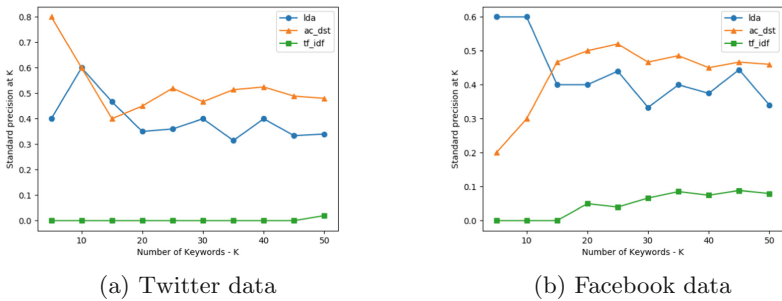 Standard precision at K
0.8
0.7
0.6
0.5
0.4
0.3
0.2
0.1
0.0
10
20
30
40
50
Number of Keywords - K
lda
ac_dst
tf_idf
(a) Twitter data
Standard precision at K
0.6
0.5
0.4
0.3
0.2
0.1
0.0
10
20
30
40
50
Number of Keywords - K
lda
ac_dst
tf_idf
(b) Facebook data